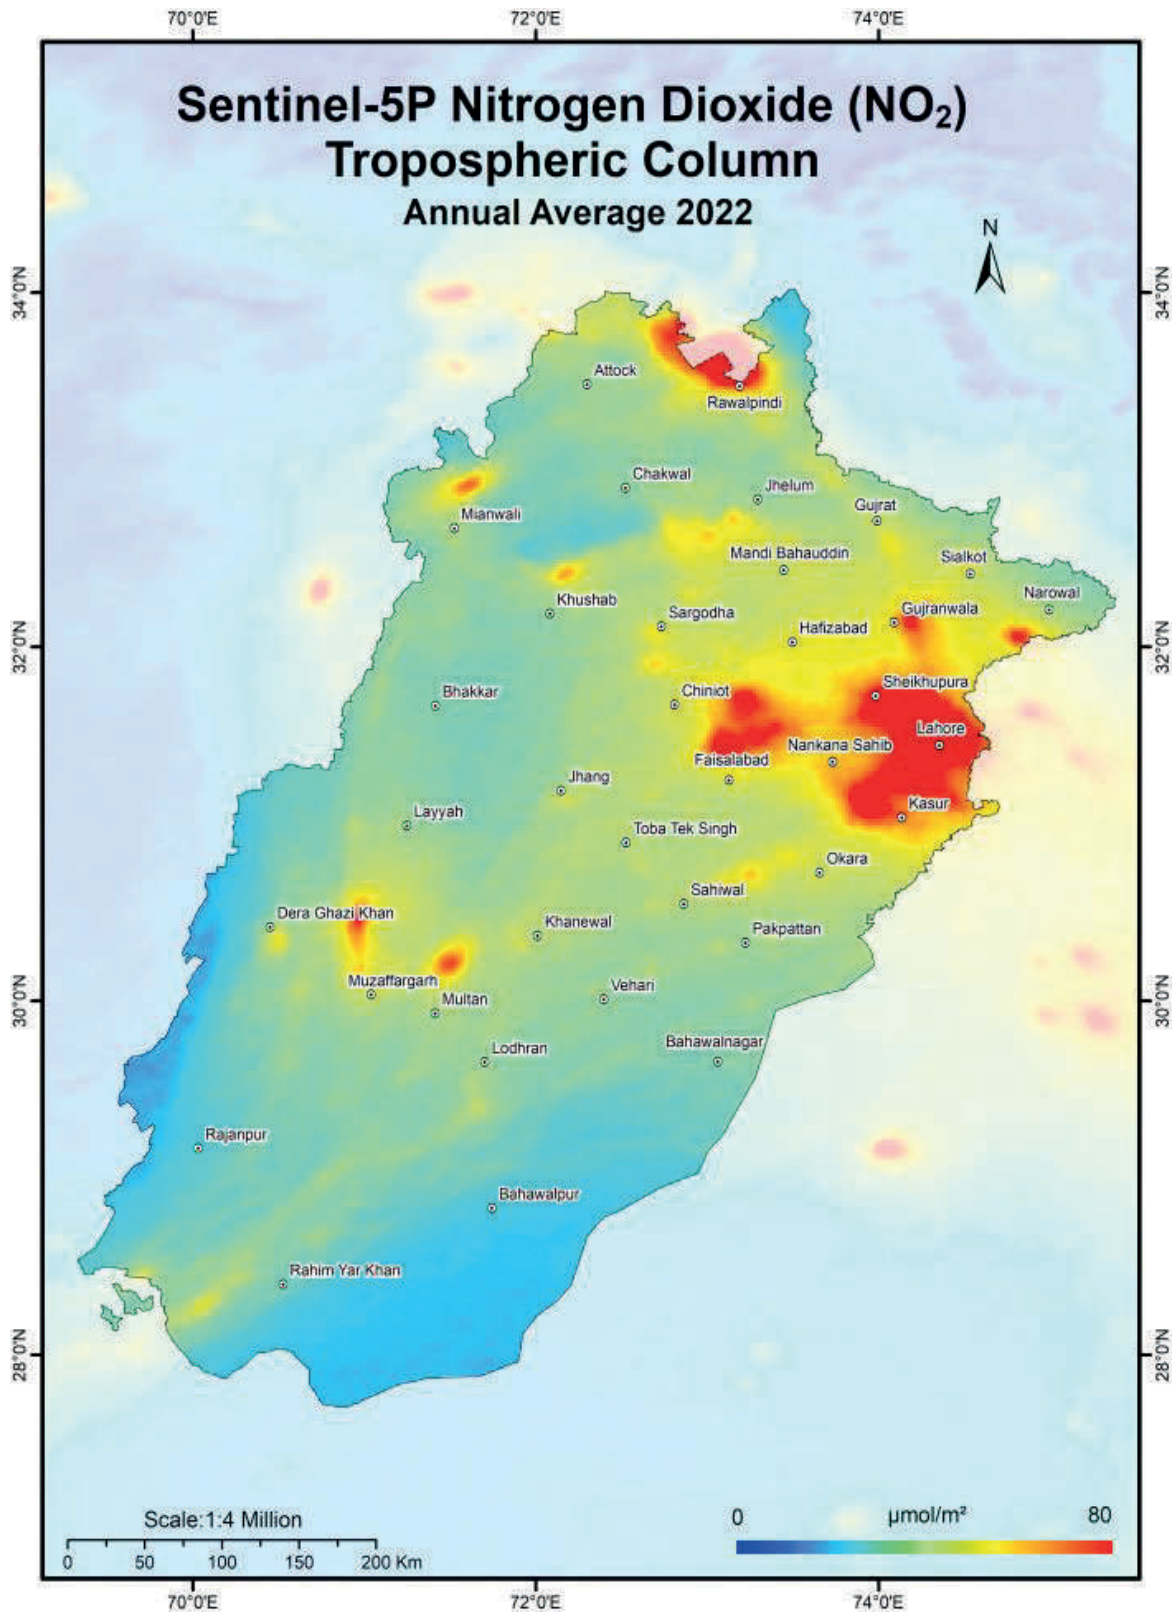 70°0'E 72°0'E 74°0'E
Sentinel-5P Nitrogen Dioxide (NO₂)
Tropospheric Column
Annual Average 2022
N
34°0'N 34°0'N
Attock
Rawalpindi
Chakwal
Jhelum
Mianwali
Gujrat
Mandi Bahauddin
Sialkot
Khushab
Narowal
Sargodha
Gujranwala
Hafizabad
32°0'N 32°0'N
Sheikhupura
Bhakkar
Chiniot
Lahore
Nankana Sahib
Faisalabad
Jhang
Kasur
Layyah
Toba Tek Singh
Okara
Sahiwal
Dera Ghazi Khan
Khanewal
Pakpattan
Muzaffargarh
Vehari
Multan
30°0'N 30°0'N
Lodhran
Bahawalnagar
Rajanpur
Bahawalpur
Rahim Yar Khan
28°0'N 28°0'N
Scale:1:4 Million
0 50 100 150 200 Km
0 µmol/m² 80
70°0'E 72°0'E 74°0'E